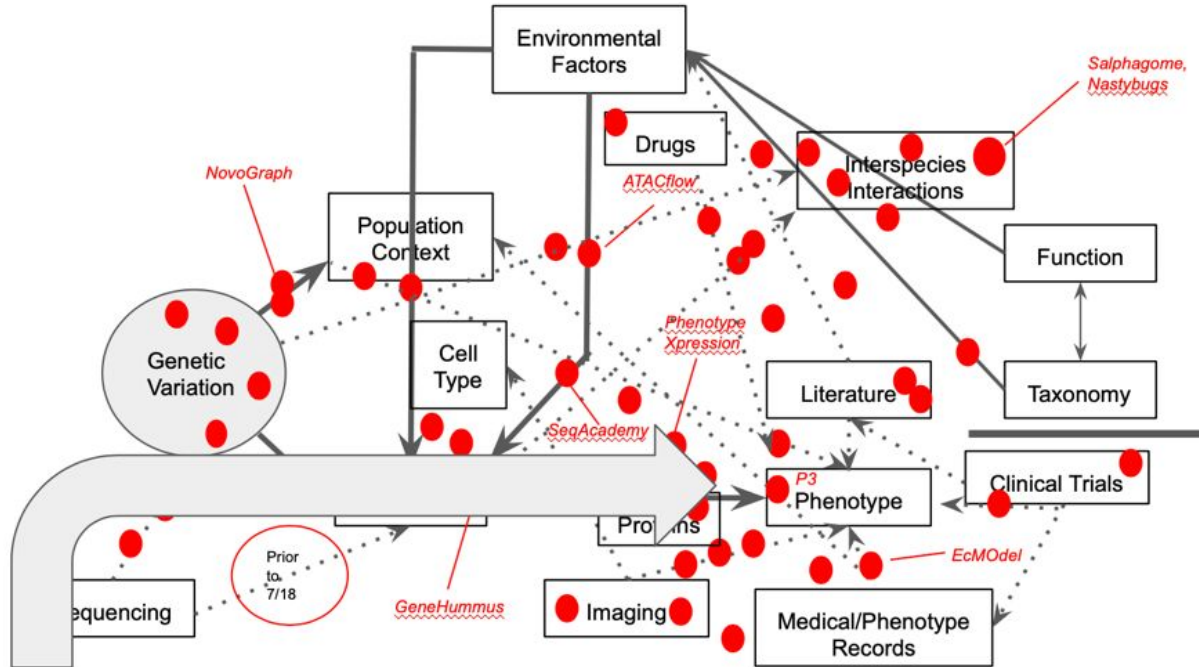 Environmental
Factors
Salphagome,
Nastybugs
Drugs
Interspecies
Interactions
NovoGraph
ATACflow
Population
Context
Function
Genetic
Variation
Cell
Type
Phenotype
Xpression
Literature
Taxonomy
SeqAcademy
P3
Phenotype
Clinical Trials
Proteins
Prior
to
7/18
EcMOdel
equencing
GeneHummus
Imaging
Medical/Phenotype
Records